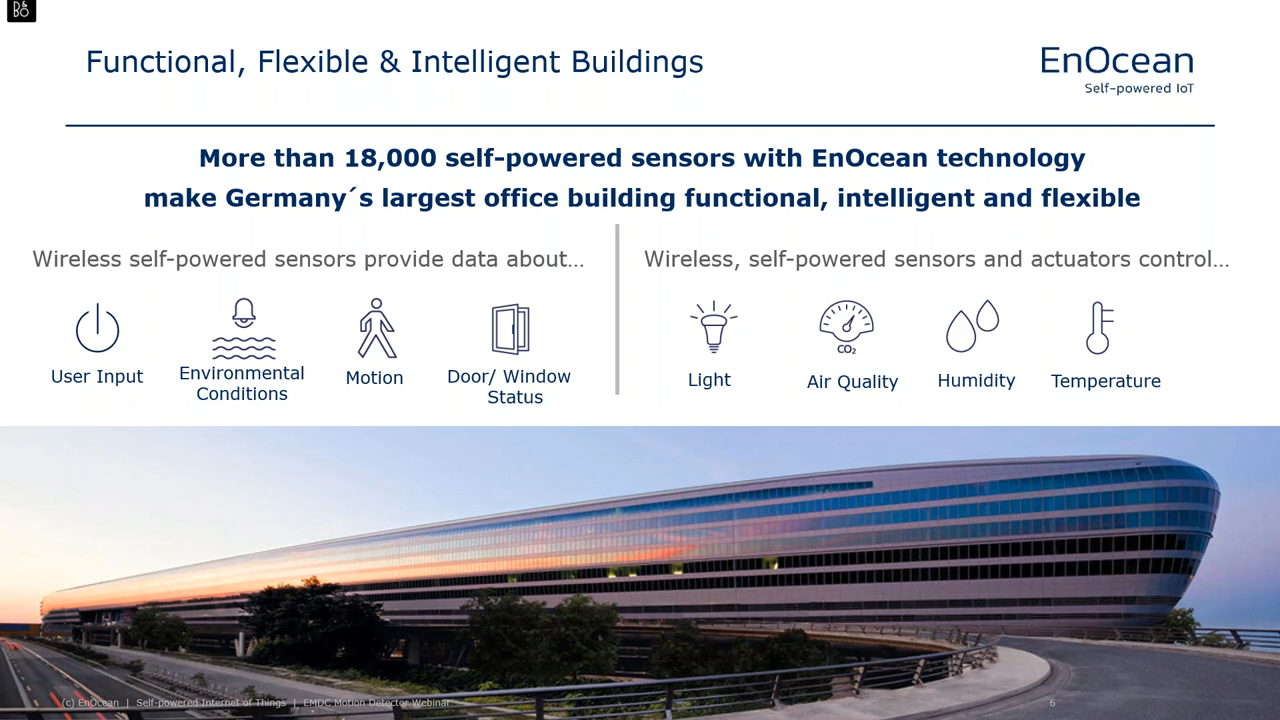 D&
BO
Functional, Flexible & Intelligent Buildings
EnOcean
Self-powered IoT
More than 18,000 self-powered sensors with EnOcean technology
make Germany´s largest office building functional, intelligent and flexible
Wireless self-powered sensors provide data about…
User Input
Environmental
Conditions
Motion
Door/ Window
Status
Wireless, self-powered sensors and actuators control…
CO₂
Light
Air Quality
Humidity
Temperature
(c) EnOcean | Self-powered Internet of Things | EMDC Motion Detector Webinar
6